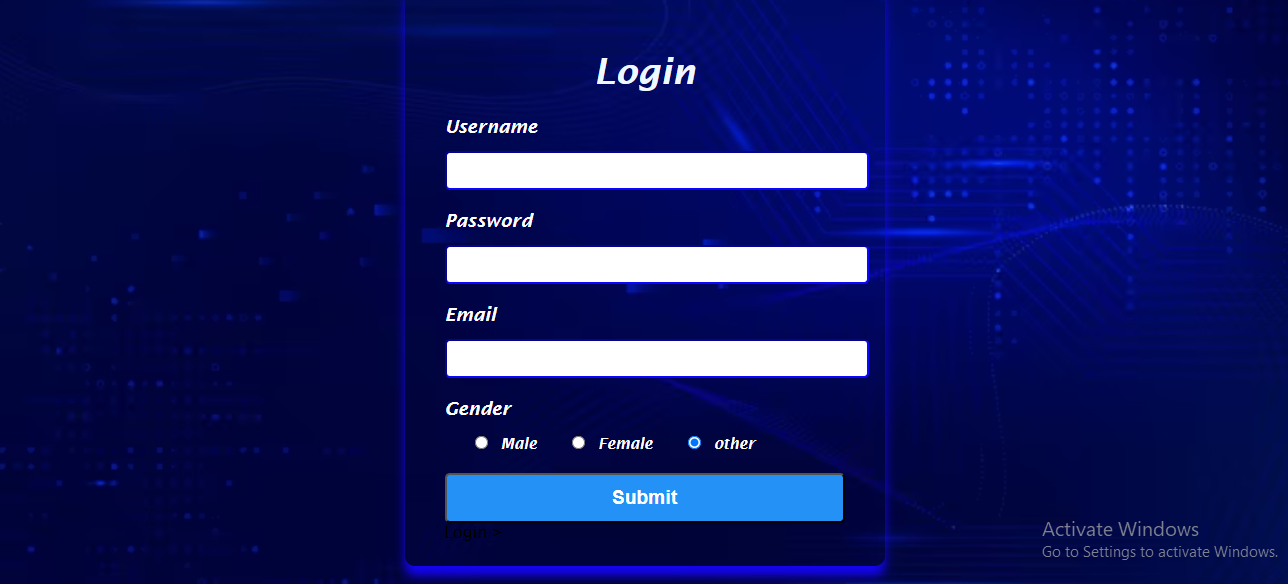 Login
Username
Password
Email
Gender
Male Female other
Submit
Login >
Activate Windows
Go to Settings to activate Windows.